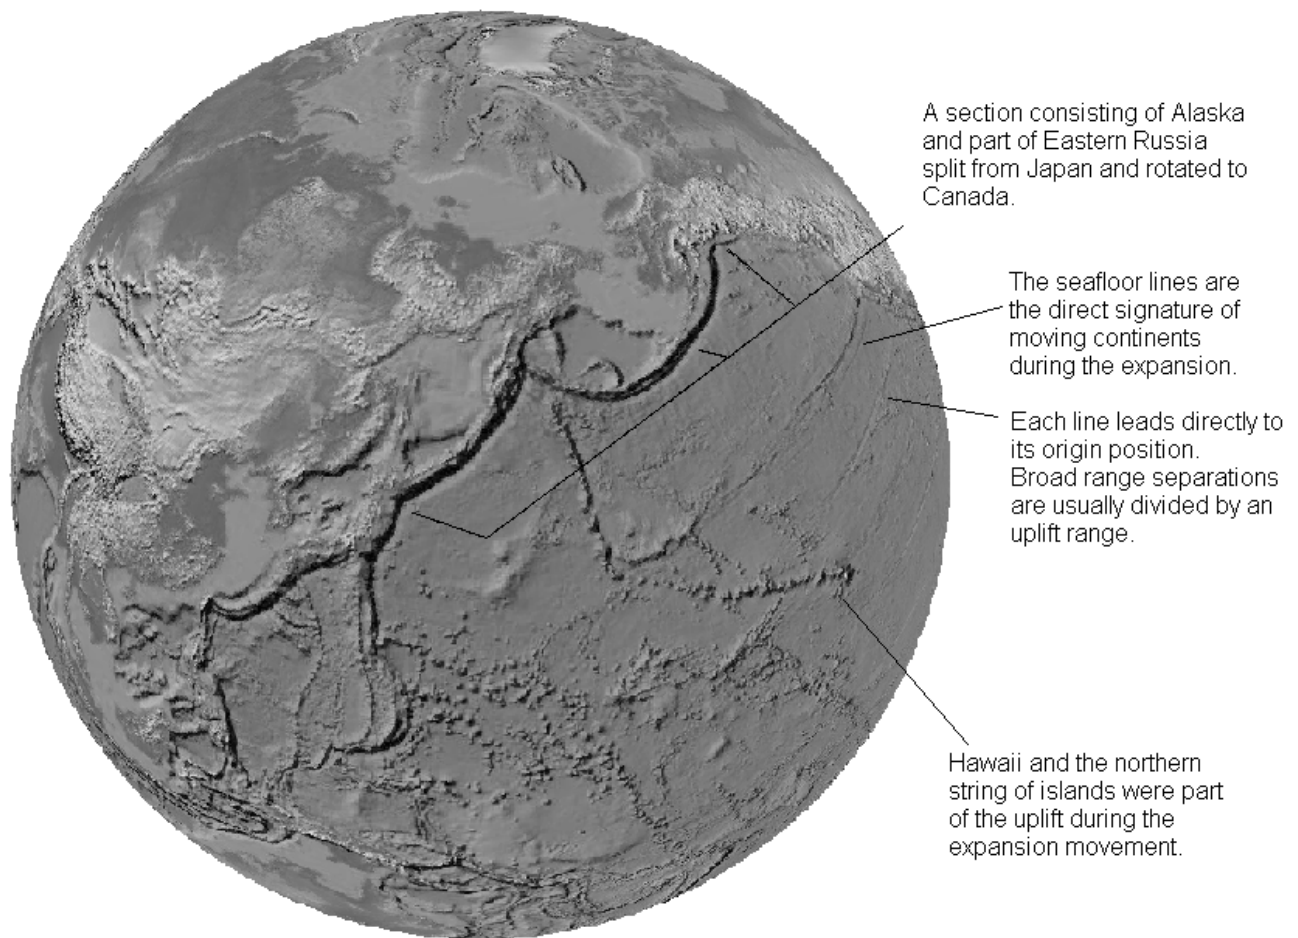 A section consisting of Alaska
and part of Eastern Russia
split from Japan and rotated to
Canada.
The seafloor lines are
the direct signature of
moving continents
during the expansion.
Each line leads directly to
its origin position.
Broad range separations
are usually divided by an
uplift range.
Hawaii and the northern
string of islands were part
of the uplift during the
expansion movement.